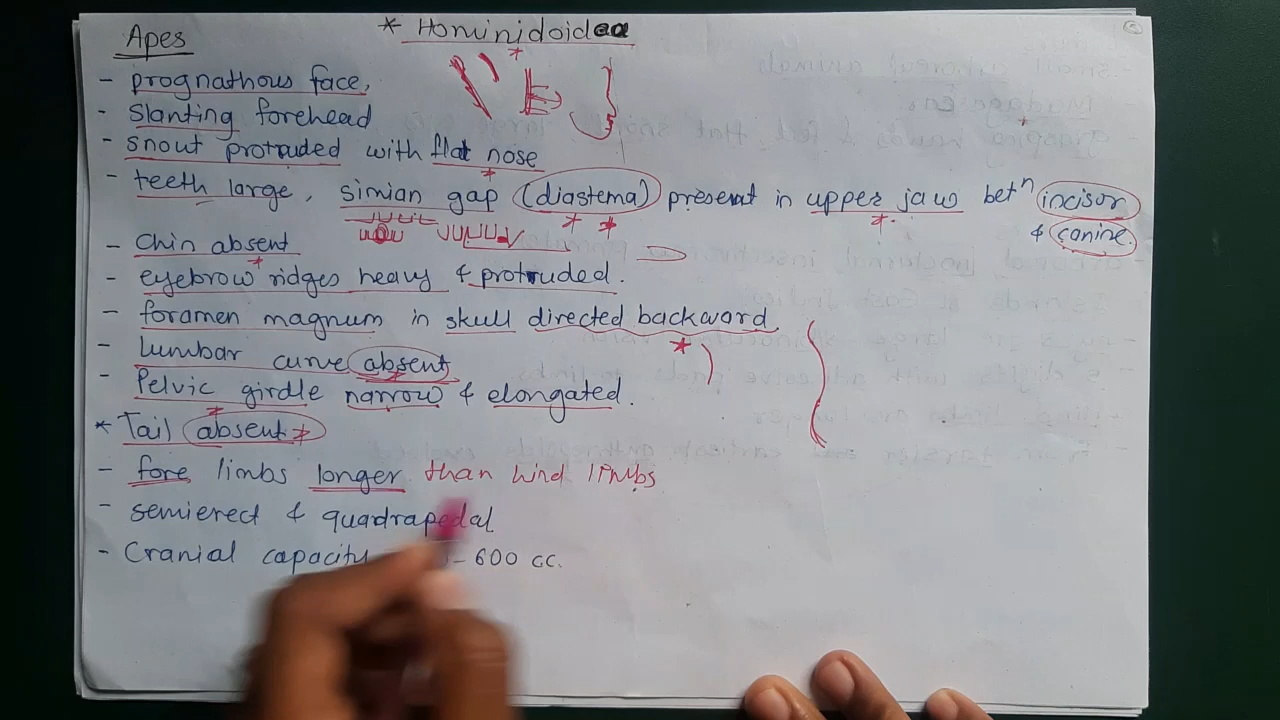 Apes
* Hominidoidea
- prognathous face,
- Slanting forehead
- snout protruded with flat nose
- teeth large, simian gap (diastema) present in upper jaw betⁿ incisor
& canine.
- Chin absent
- eyebrow ridges heavy & protruded.
- foramen magnum in skull directed backward
- Lumbar curve absent
- Pelvic girdle narrow & elongated.
* Tail absent
- fore limbs longer than hind limbs
- semierect & quadrapedal
- Cranial capacity - 600 cc.